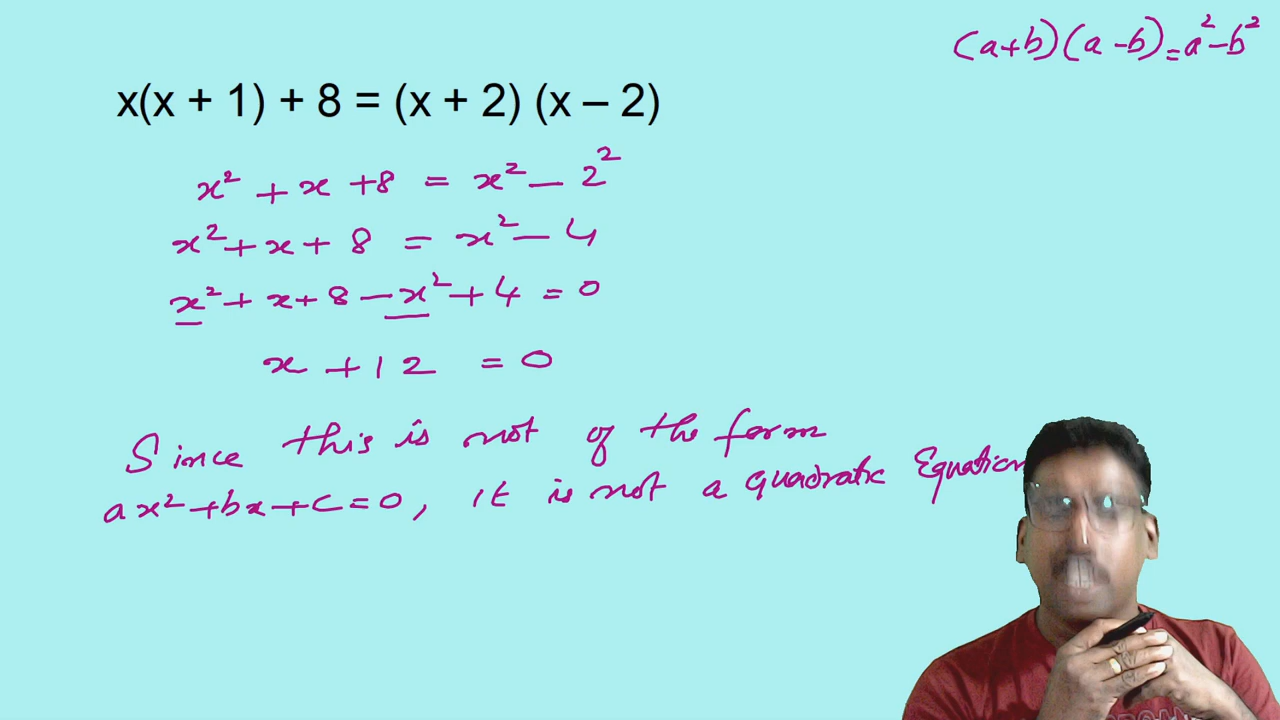 (a+b)(a-b)=a²-b²
x(x + 1) + 8 = (x + 2) (x – 2)
x² + x + 8 = x² – 2²
x² + x + 8 = x² – 4
x² + x + 8 – x² + 4 = 0
x + 12 = 0
Since this is not of the form
ax² + bx + c = 0, it is not a quadratic Equation